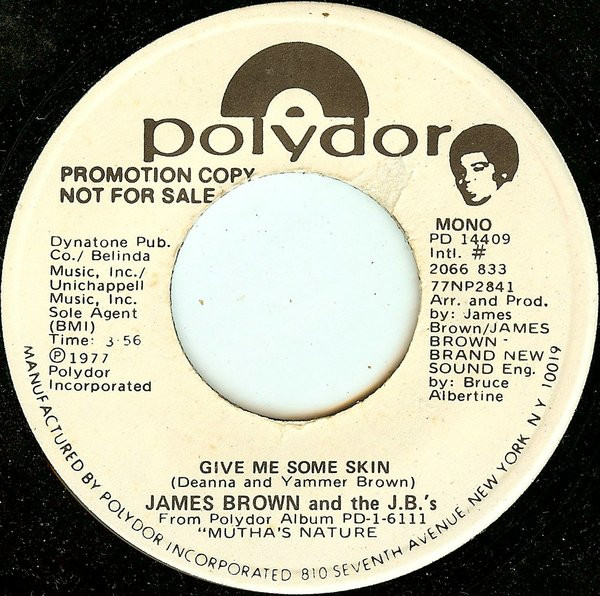 polydor
PROMOTION COPY
NOT FOR SALE
Dynatone Pub.
Co./ Belinda
Music, Inc./
Unichappell
Music, Inc.
Sole Agent
(BMI)
Time: 3:56
℗ 1977
Polydor
Incorporated
MONO
PD 14409
Intl. #
2066 833
77NP2841
Arr. and Prod.
by: James
Brown/JAMES
BROWN -
BRAND NEW
SOUND Eng.
by: Bruce
Albertine
GIVE ME SOME SKIN
(Deanna and Yammer Brown)
JAMES BROWN and the J.B.'s
From Polydor Album PD-1-6111
"MUTHA'S NATURE
MANUFACTURED BY POLYDOR INCORPORATED 810 SEVENTH AVENUE, NEW YORK N Y 10019